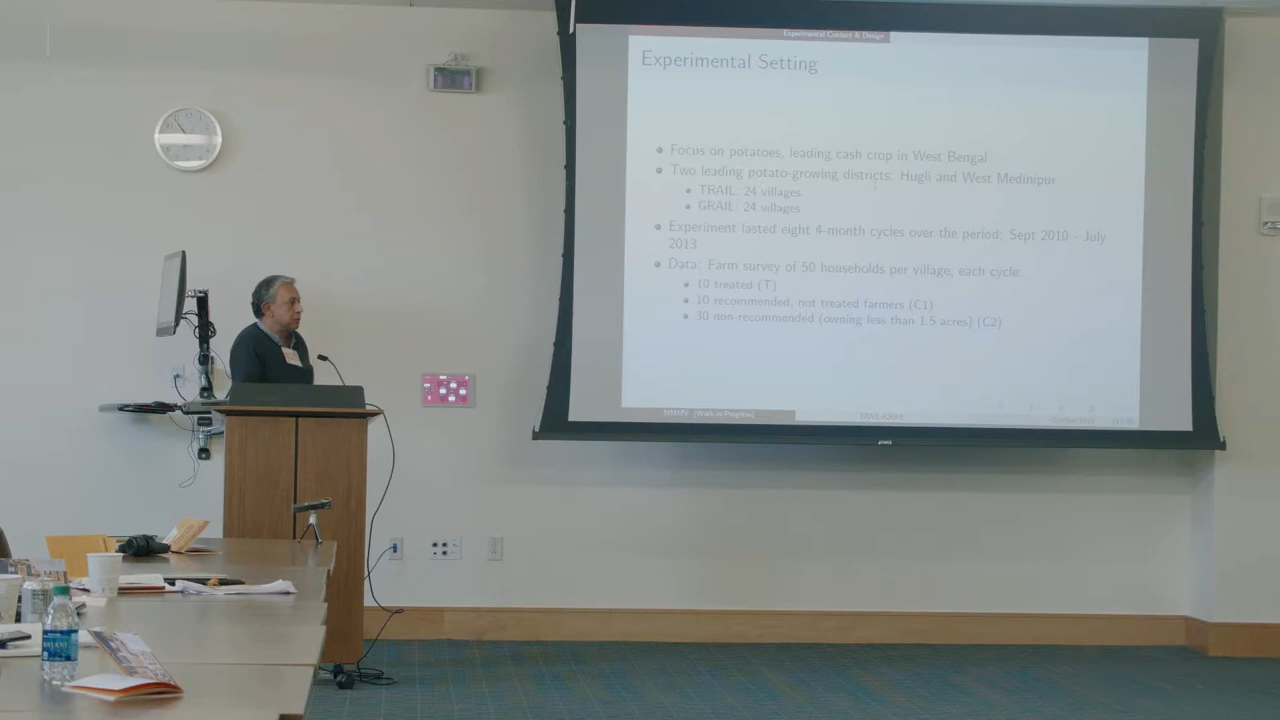 Experimental Context & Design
Experimental Setting
Focus on potatoes, leading cash crop in West Bengal
Two leading potato-growing districts: Hugli and West Medinipur
TRAIL: 24 villages
GRAIL: 24 villages
Experiment lasted eight 4-month cycles over the period: Sept 2010 - July
2013
Data: Farm survey of 50 households per village, each cycle:
10 treated (T)
10 recommended, not treated farmers (C1)
30 non-recommended (owning less than 1.5 acres) (C2)
MMMV (Work-in-Progress)